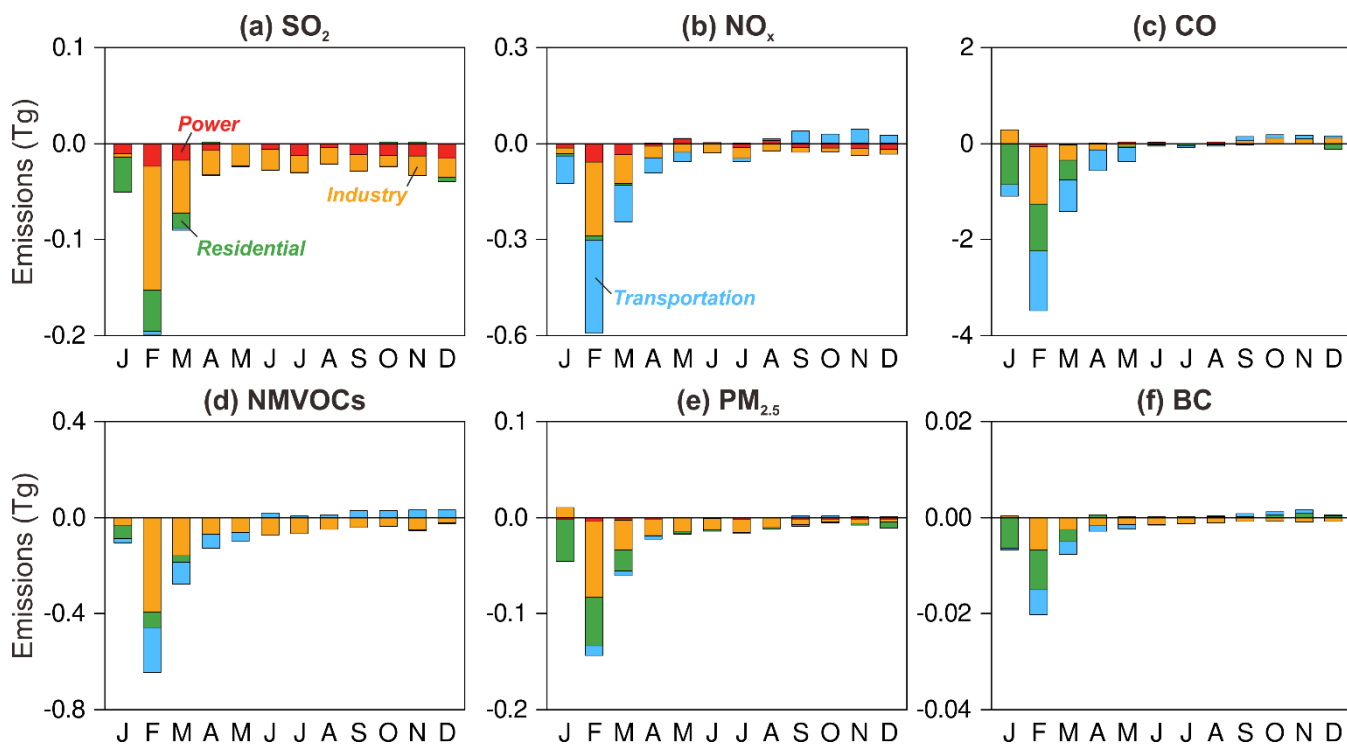 (a) SO₂
(b) NOₓ
(c) CO
Emissions (Tg)
0.1
0.0
-0.1
-0.2
Power
Industry
Residential
J F M A M J J A S O N D
0.3
0.0
-0.3
-0.6
Transportation
J F M A M J J A S O N D
2
0
-2
-4
J F M A M J J A S O N D
(d) NMVOCs
(e) PM₂.₅
(f) BC
Emissions (Tg)
0.4
0.0
-0.4
-0.8
J F M A M J J A S O N D
0.1
0.0
-0.1
-0.2
J F M A M J J A S O N D
0.02
0.00
-0.02
-0.04
J F M A M J J A S O N D